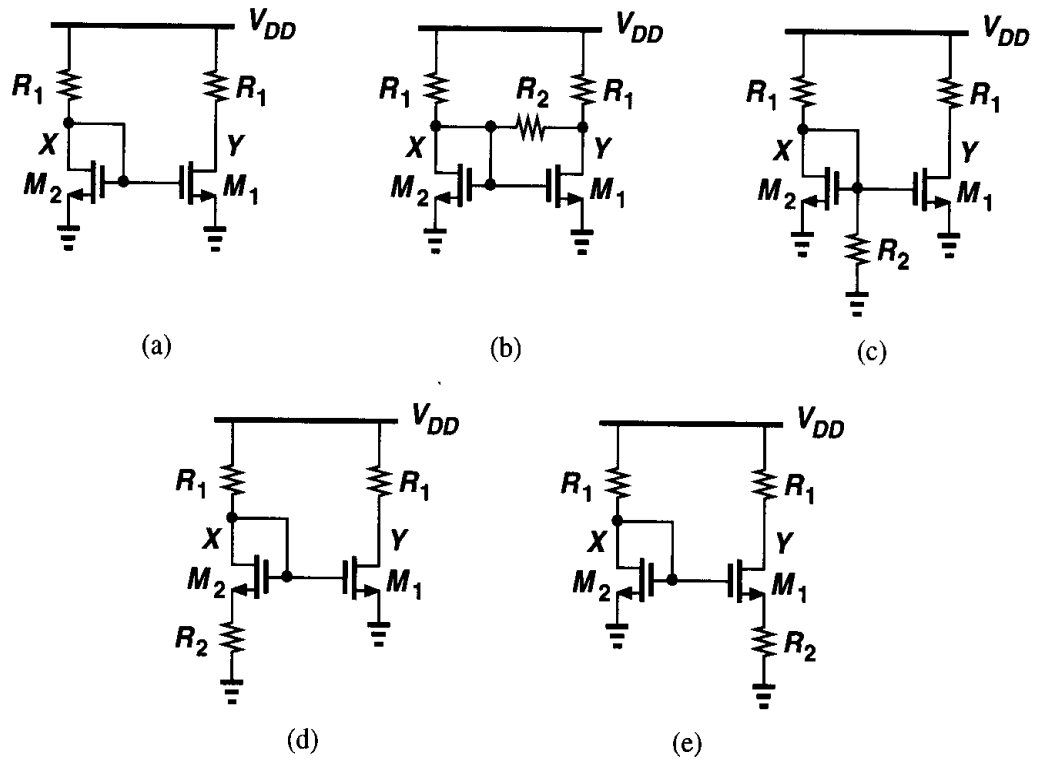 V_DD V_DD V_DD
R_1 R_1 R_1 R_2 R_1 R_1 R_1
X Y X Y X Y
M_2 M_1 M_2 M_1 M_2 M_1
R_2
(a) (b) (c)
V_DD V_DD
R_1 R_1 R_1 R_1
X Y X Y
M_2 M_1 M_2 M_1
R_2 R_2
(d) (e)